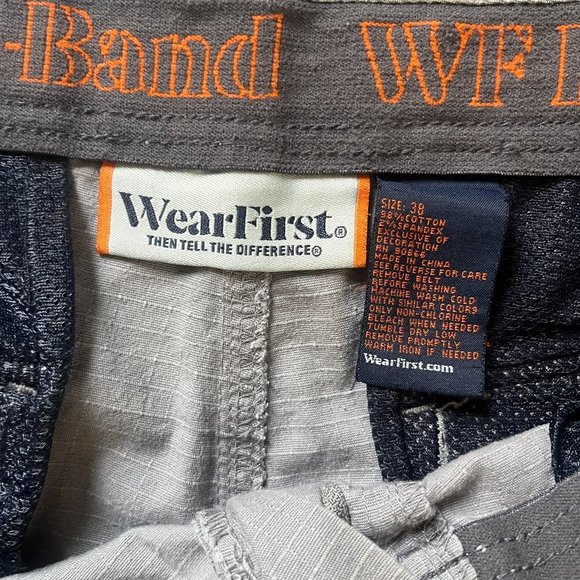 -Band WF
WearFirst®
THEN TELL THE DIFFERENCE®
SIZE: 38
98% COTTON
2% SPANDEX
EXCLUSIVE OF
DECORATION
RN 80866
MADE IN CHINA
SEE REVERSE FOR CARE
REMOVE BELT
BEFORE WASHING
MACHINE WASH COLD
WITH SIMILAR COLORS
ONLY NON-CHLORINE
BLEACH WHEN NEEDED
TUMBLE DRY LOW
REMOVE PROMPTLY
WARM IRON IF NEEDED
WearFirst.com